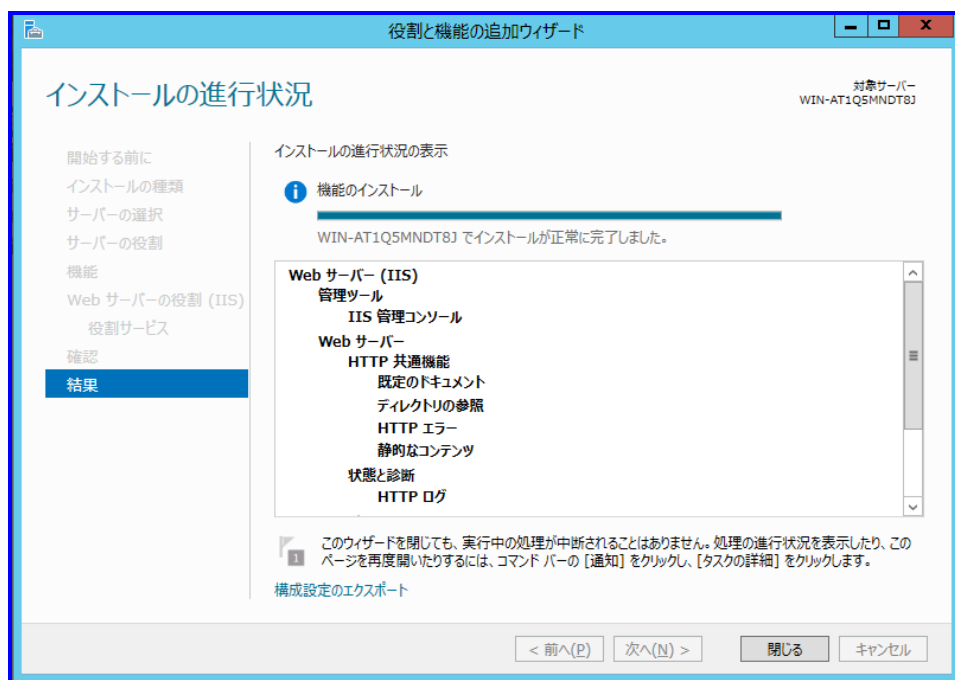 役割と機能の追加ウィザード
インストールの進行状況
対象サーバー
WIN-AT1Q5MNDT8J
開始する前に
インストールの種類
サーバーの選択
サーバーの役割
機能
Web サーバーの役割 (IIS)
役割サービス
確認
結果
インストールの進行状況の表示
機能のインストール
WIN-AT1Q5MNDT8J でインストールが正常に完了しました。
Web サーバー (IIS)
管理ツール
IIS 管理コンソール
Web サーバー
HTTP 共通機能
既定のドキュメント
ディレクトリの参照
HTTP エラー
静的なコンテンツ
状態と診断
HTTP ログ
1
このウィザードを閉じても、実行中の処理が中断されることはありません。処理の進行状況を表示したり、この
ページを再度開いたりするには、コマンド バーの [通知] をクリックし、[タスクの詳細] をクリックします。
構成設定のエクスポート
< 前へ(P)
次へ(N) >
閉じる
キャンセル